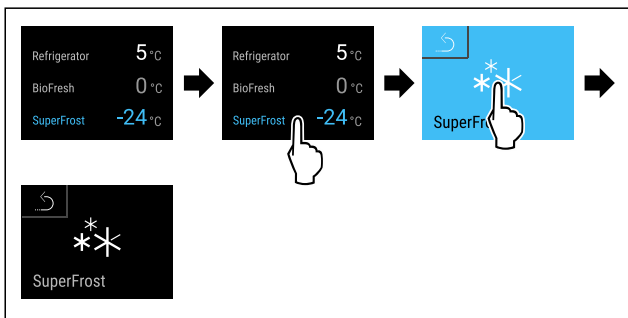 Refrigerator 5 °C
BioFresh 0 °C
SuperFrost -24 °C
Refrigerator 5 °C
BioFresh 0 °C
SuperFrost -24 °C
SuperFr
SuperFrost